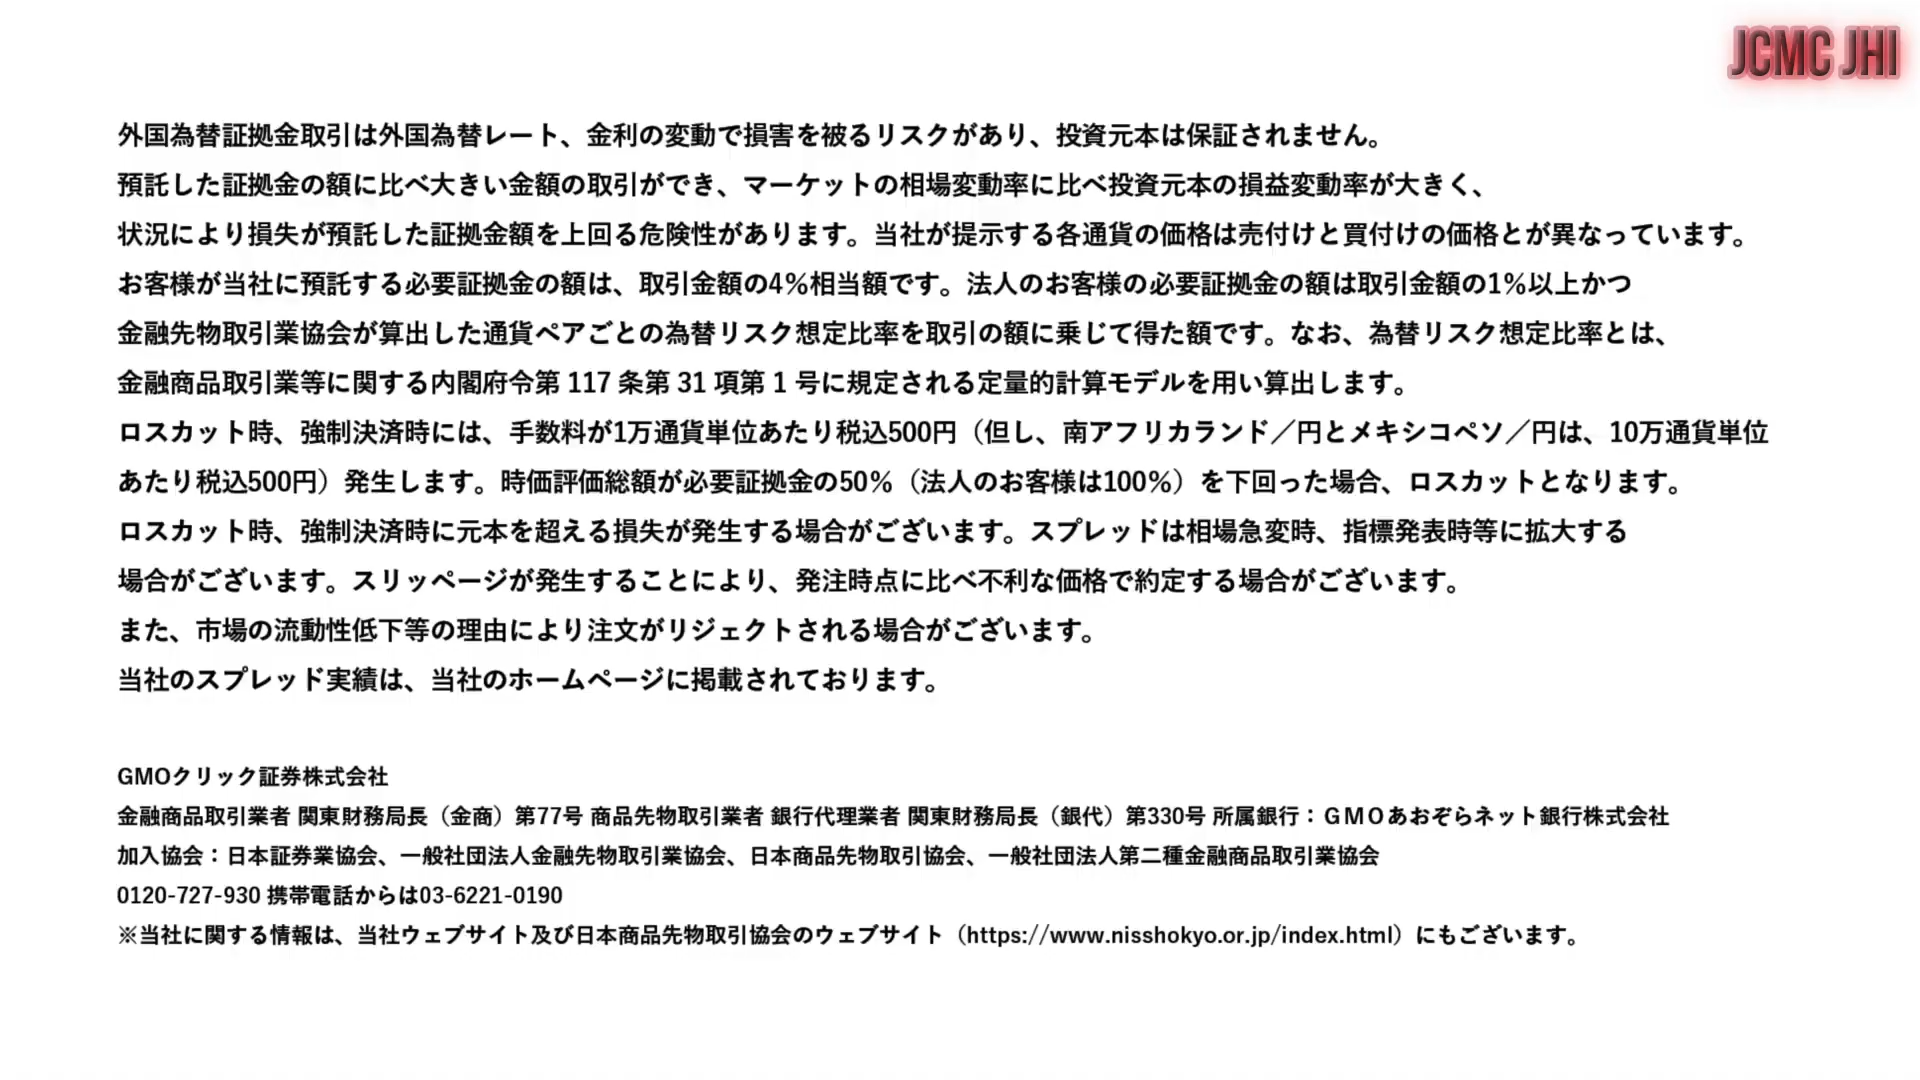 JCMC JHI
外国為替証拠金取引は外国為替レート、金利の変動で損害を被るリスクがあり、投資元本は保証されません。
預託した証拠金の額に比べ大きい金額の取引ができ、マーケットの相場変動率に比べ投資元本の損益変動率が大きく、
状況により損失が預託した証拠金額を上回る危険性があります。当社が提示する各通貨の価格は売付けと買付けの価格とが異なっています。
お客様が当社に預託する必要証拠金の額は、取引金額の4%相当額です。法人のお客様の必要証拠金の額は取引金額の1%以上かつ
金融先物取引業協会が算出した通貨ペアごとの為替リスク想定比率を取引の額に乗じて得た額です。なお、為替リスク想定比率とは、
金融商品取引業等に関する内閣府令第 117 条第 31 項第 1 号に規定される定量的計算モデルを用い算出します。
ロスカット時、強制決済時には、手数料が1万通貨単位あたり税込500円（但し、南アフリカランド／円とメキシコペソ／円は、10万通貨単位
あたり税込500円）発生します。時価評価総額が必要証拠金の50%（法人のお客様は100%）を下回った場合、ロスカットとなります。
ロスカット時、強制決済時に元本を超える損失が発生する場合がございます。スプレッドは相場急変時、指標発表時等に拡大する
場合がございます。スリッページが発生することにより、発注時点に比べ不利な価格で約定する場合がございます。
また、市場の流動性低下等の理由により注文がリジェクトされる場合がございます。
当社のスプレッド実績は、当社のホームページに掲載されております。
GMOクリック証券株式会社
金融商品取引業者 関東財務局長（金商）第77号 商品先物取引業者 銀行代理業者 関東財務局長（銀代）第330号 所属銀行：ＧＭＯあおぞらネット銀行株式会社
加入協会：日本証券業協会、一般社団法人金融先物取引業協会、日本商品先物取引協会、一般社団法人第二種金融商品取引業協会
0120-727-930 携帯電話からは03-6221-0190
※当社に関する情報は、当社ウェブサイト及び日本商品先物取引協会のウェブサイト（https://www.nisshokyo.or.jp/index.html）にもございます。